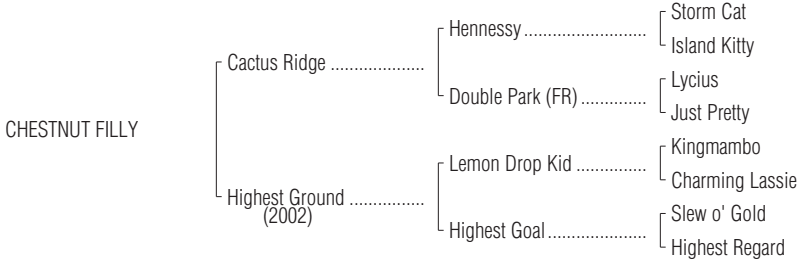 Storm Cat
Hennessy ..........................
Island Kitty
Cactus Ridge ....................
Lycius
Double Park (FR) ..............
Just Pretty
CHESTNUT FILLY
Kingmambo
Lemon Drop Kid ...............
Charming Lassie
Highest Ground ................
(2002)
Slew o' Gold
Highest Goal .....................
Highest Regard